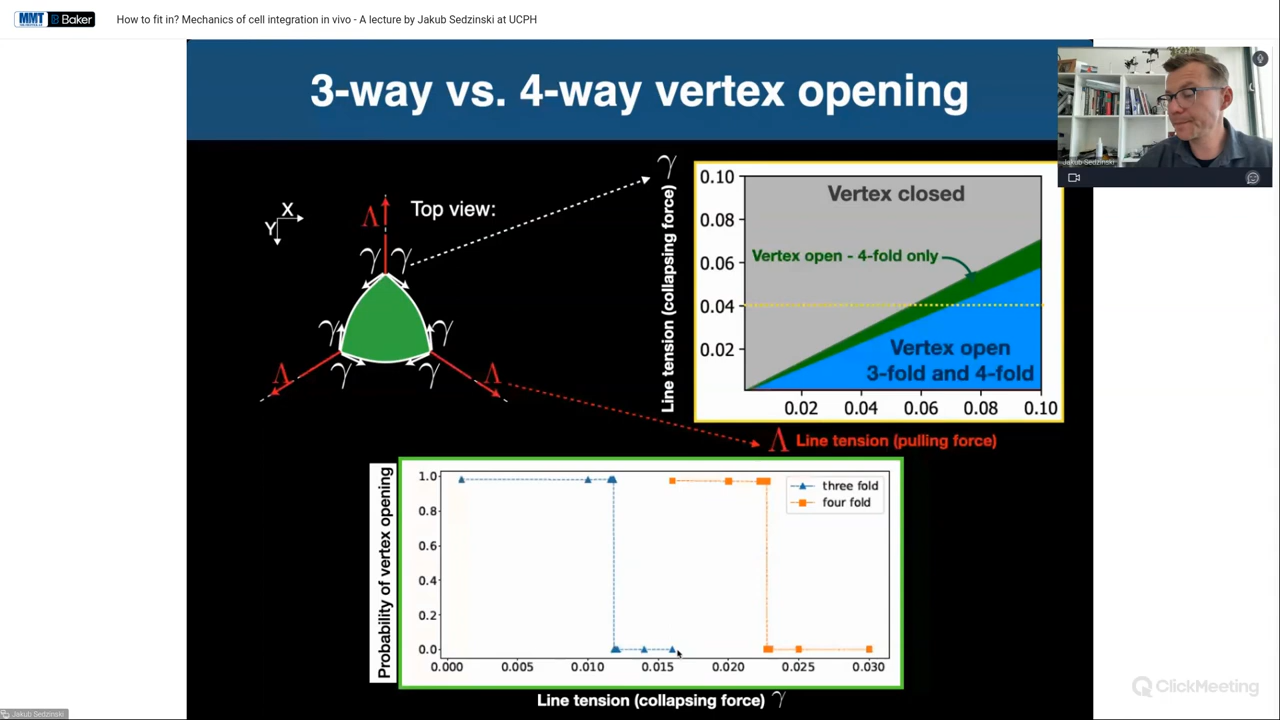 MMT Baker
How to fit in? Mechanics of cell integration in vivo - A lecture by Jakub Sedzinski at UCPH
3-way vs. 4-way vertex opening
Jakub Sedzinski
X
Y
Top view:
Λ
γ γ
γ γ
γ γ
Λ Λ
γ
Line tension (collapsing force)
0.10
0.08
0.06
0.04
0.02
Vertex closed
Vertex open - 4-fold only
Vertex open
3-fold and 4-fold
0.02 0.04 0.06 0.08 0.10
Λ Line tension (pulling force)
Probability of vertex opening
1.0
0.8
0.6
0.4
0.2
0.0
three fold
four fold
0.000 0.005 0.010 0.015 0.020 0.025 0.030
Line tension (collapsing force) γ
ClickMeeting
Jakub Sedzinski